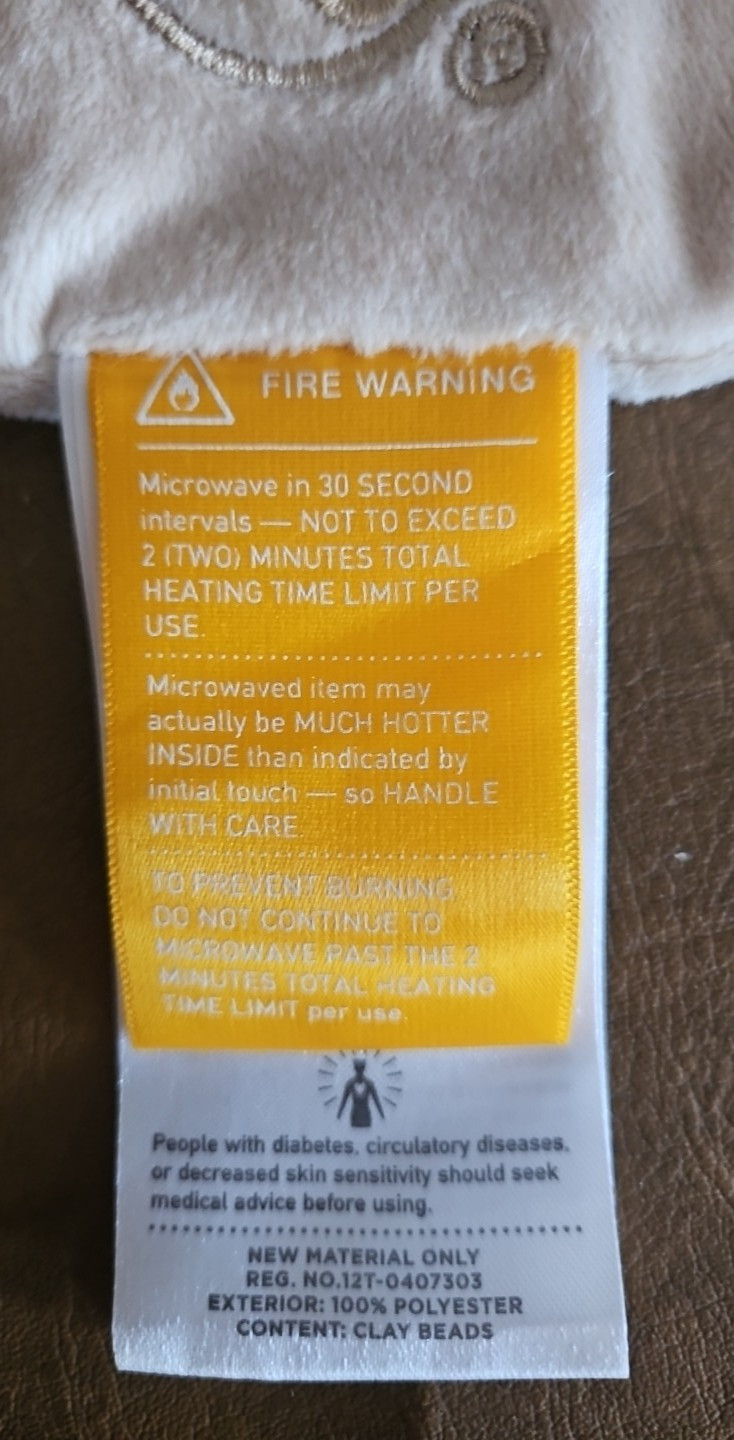 FIRE WARNING
Microwave in 30 SECOND
intervals — NOT TO EXCEED
2 (TWO) MINUTES TOTAL
HEATING TIME LIMIT PER
USE.
Microwaved item may
actually be MUCH HOTTER
INSIDE than indicated by
initial touch — so HANDLE
WITH CARE.
TO PREVENT BURNING,
DO NOT CONTINUE TO
MICROWAVE PAST THE 2
MINUTES TOTAL HEATING
TIME LIMIT per use.
People with diabetes, circulatory diseases,
or decreased skin sensitivity should seek
medical advice before using.
NEW MATERIAL ONLY
REG. NO.12T-0407303
EXTERIOR: 100% POLYESTER
CONTENT: CLAY BEADS